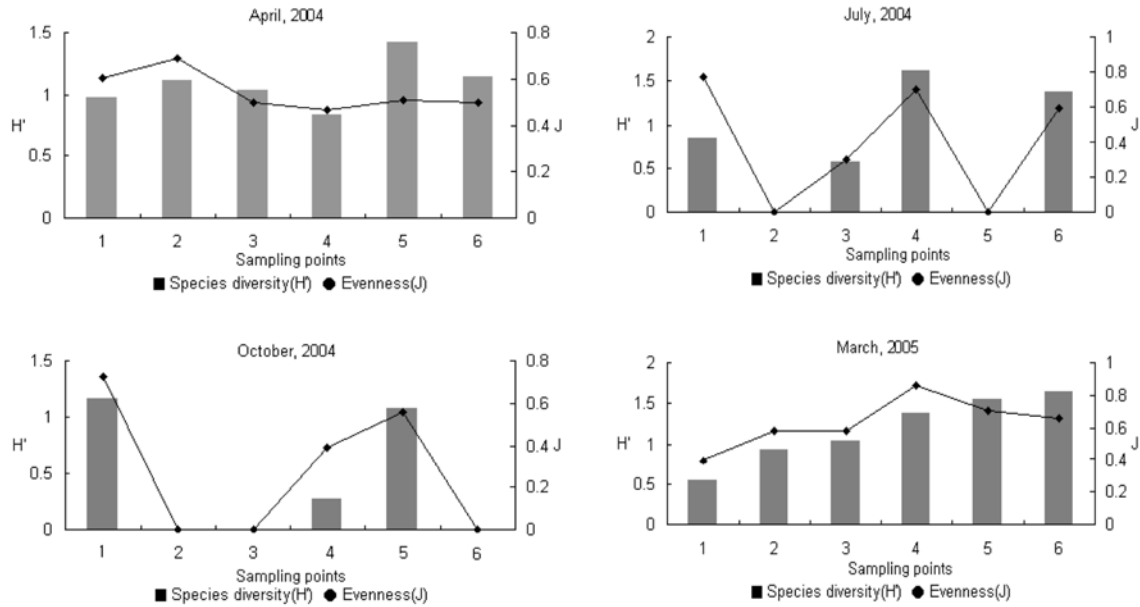 April, 2004
1.5
1
0.5
0
H'
0.8
0.6
0.4
0.2
0
J
1 2 3 4 5 6
Sampling points
Species diversity(H') Evenness(J)
July, 2004
2
1.5
1
0.5
0
H'
1
0.8
0.6
0.4
0.2
0
J
1 2 3 4 5 6
Sampling points
Species diversity(H') Evenness(J)
October, 2004
1.5
1
0.5
0
H'
0.8
0.6
0.4
0.2
0
J
1 2 3 4 5 6
Sampling points
Species diversity(H') Evenness(J)
March, 2005
2
1.5
1
0.5
0
H'
1
0.8
0.6
0.4
0.2
0
J
1 2 3 4 5 6
Sampling points
Species diversity(H') Evenness(J)